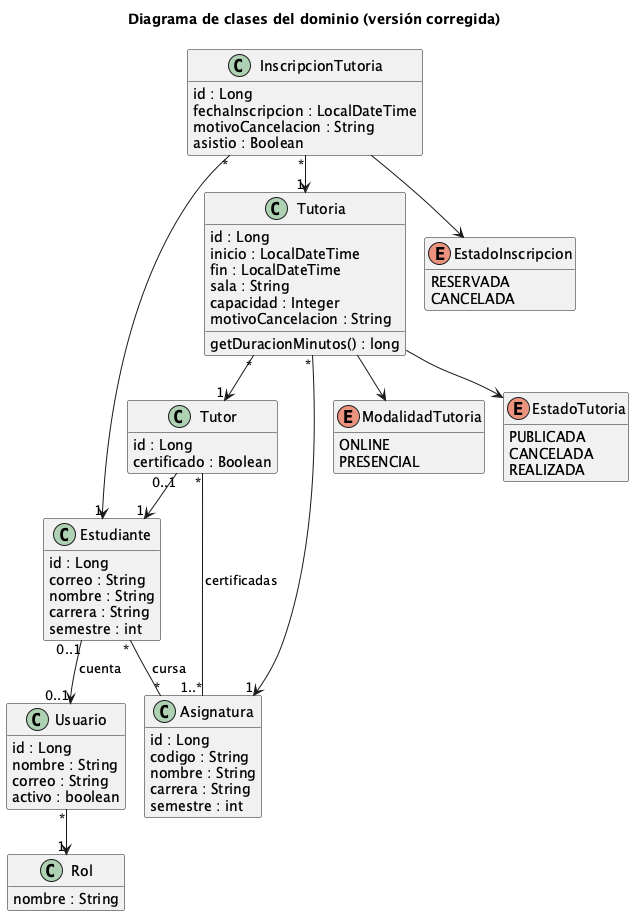 Diagrama de clases del dominio (versión corregida)
C InscripcionTutoria
id : Long
fechaInscripcion : LocalDateTime
motivoCancelacion : String
asistio : Boolean
* *
1
C Tutoria
id : Long
inicio : LocalDateTime
fin : LocalDateTime
sala : String
capacidad : Integer
motivoCancelacion : String
getDuracionMinutos() : long
E EstadoInscripcion
RESERVADA
CANCELADA
* *
1
C Tutor
id : Long
certificado : Boolean
E ModalidadTutoria
ONLINE
PRESENCIAL
E EstadoTutoria
PUBLICADA
CANCELADA
REALIZADA
0..1 *
1 1
C Estudiante
id : Long
correo : String
nombre : String
carrera : String
semestre : int
certificadas
0..1 *
cuenta cursa
0..1 * 1..* 1
C Usuario
id : Long
nombre : String
correo : String
activo : boolean
C Asignatura
id : Long
codigo : String
nombre : String
carrera : String
semestre : int
*
1
C Rol
nombre : String